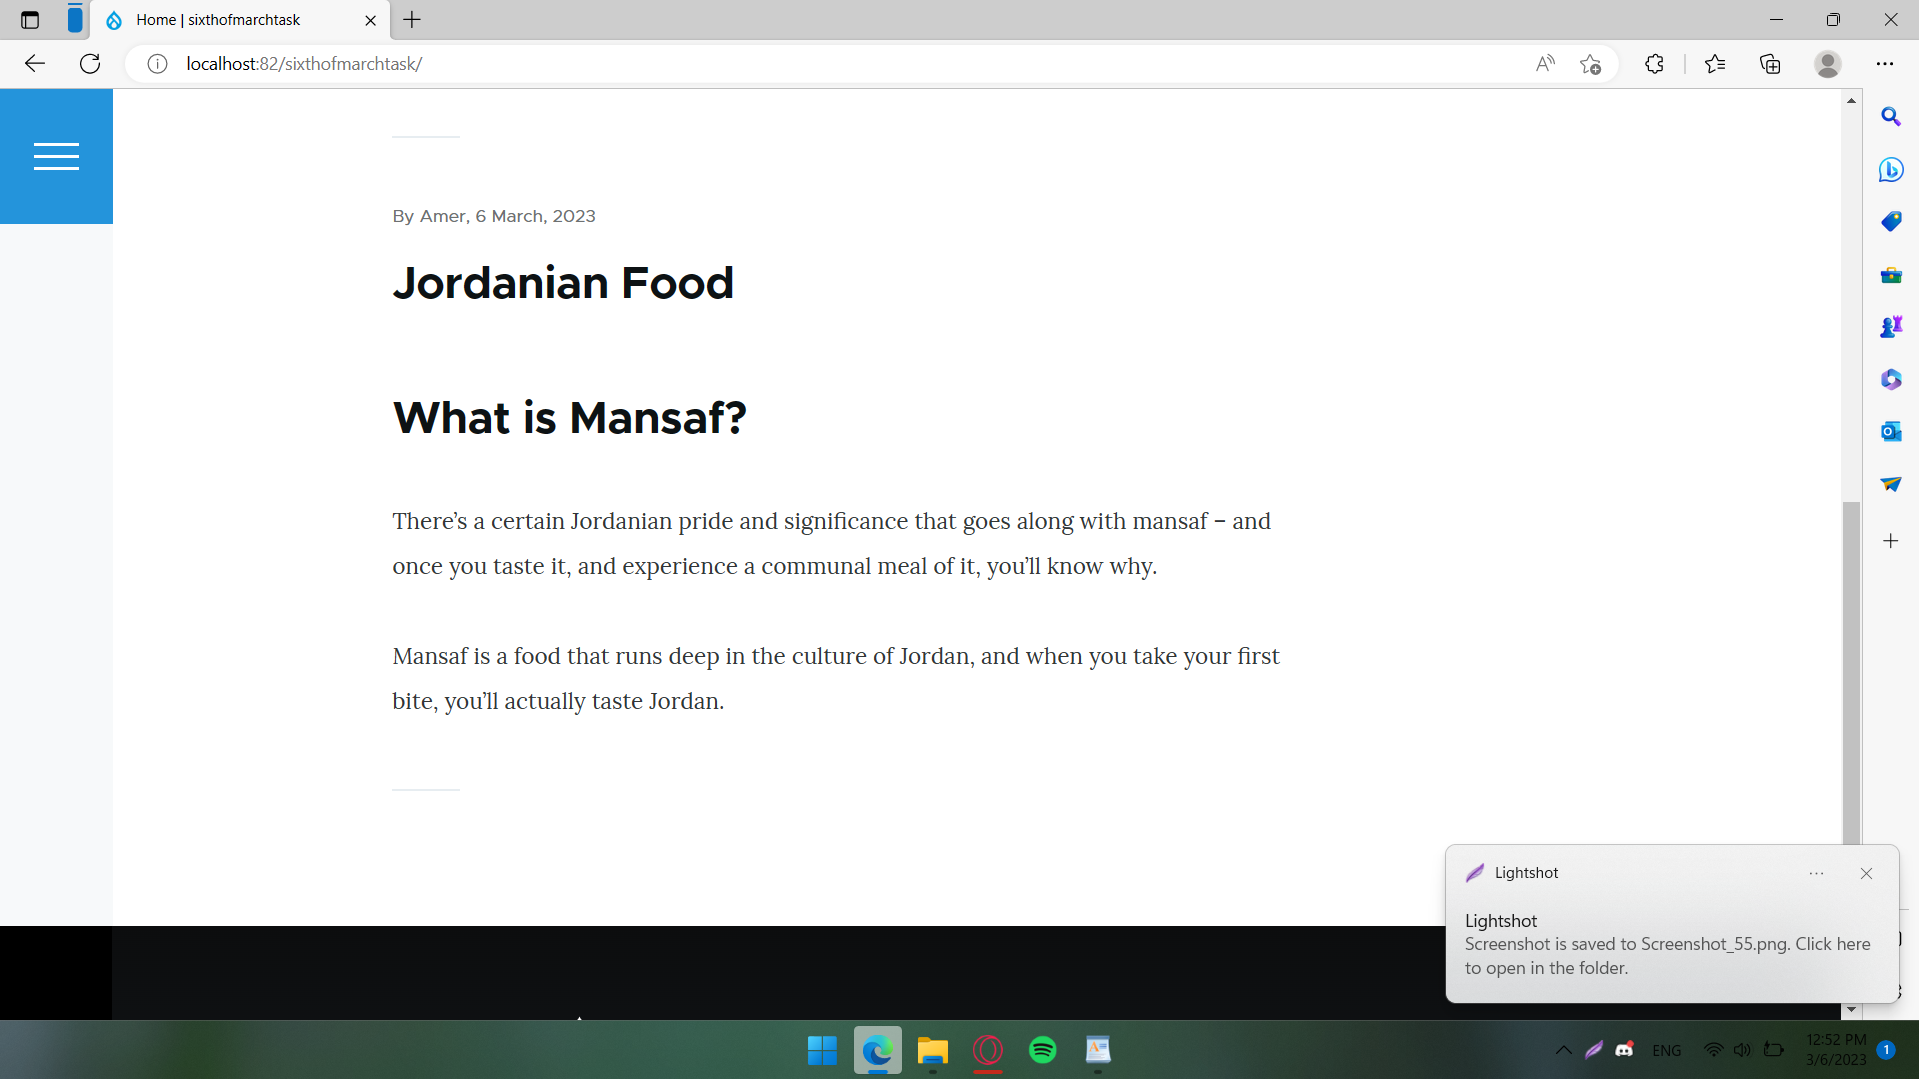 Home | sixthofmarchtask
localhost:82/sixthofmarchtask/
By Amer, 6 March, 2023
Jordanian Food
What is Mansaf?
There’s a certain Jordanian pride and significance that goes along with mansaf – and
once you taste it, and experience a communal meal of it, you’ll know why.
Mansaf is a food that runs deep in the culture of Jordan, and when you take your first
bite, you’ll actually taste Jordan.
Lightshot
Lightshot
Screenshot is saved to Screenshot_55.png. Click here
to open in the folder.
ENG
12:52 PM
3/6/2023
1